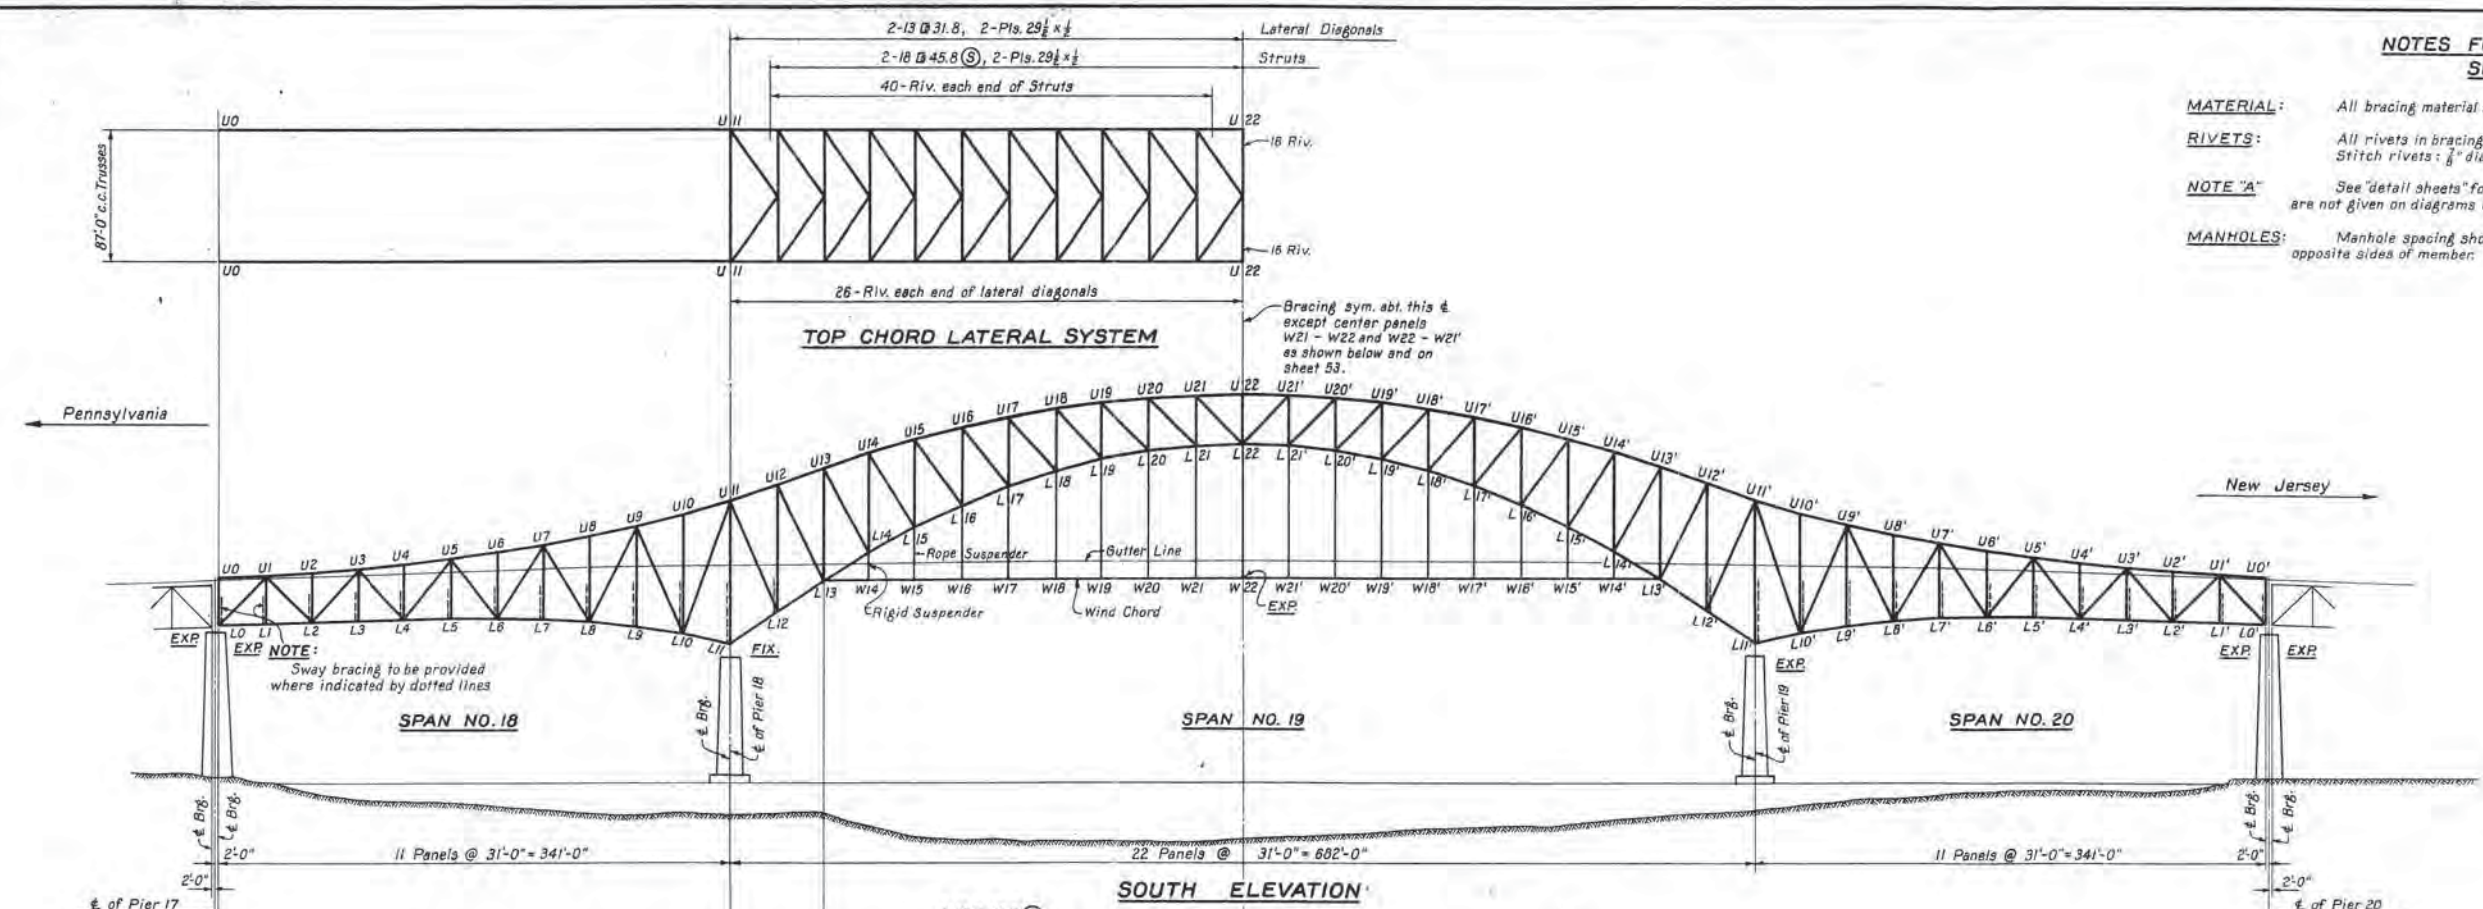 2-13 31.8, 2-Pls. 29½ x ½
Lateral Diagonals
2-18 45.8 Ⓢ, 2-Pls. 29½ x ½
Struts
40-Riv. each end of Struts
U0
U 11
U 22
16 Riv.
87'-0" c.c. Trusses
16 Riv.
U0
U 11
U 22
26-Riv. each end of lateral diagonals
TOP CHORD LATERAL SYSTEM
Bracing sym. abt. this ℄
except center panels
W21 - W22 and W22 - W21'
as shown below and on
sheet 53.
NOTES F
S
MATERIAL: All bracing material
RIVETS: All rivets in bracing
Stitch rivets: ⅞" dia
NOTE "A" See "detail sheets" fo
are not given on diagrams
MANHOLES: Manhole spacing sho
opposite sides of member.
Pennsylvania
New Jersey
U0 U1 U2 U3 U4 U5 U6 U7 U8 U9 U10 U11 U12 U13 U14 U15 U16 U17 U18 U19 U20 U21 U22 U21' U20' U19' U18' U17' U16' U15' U14' U13' U12' U11' U10' U9' U8' U7' U6' U5' U4' U3' U2' U1' U0'
L14 L15 L16 L17 L18 L19 L20 L21 L22 L21' L20' L19' L18' L17' L16' L15' L14'
Rope Suspender
Gutter Line
L13 W14 W15 W16 W17 W18 W19 W20 W21 W22 W21' W20' W19' W18' W17' W16' W15' W14' L13'
Rigid Suspender
Wind Chord
EXP.
L0 L1 L2 L3 L4 L5 L6 L7 L8 L9 L10 L11 L12 L12' L11' L10' L9' L8' L7' L6' L5' L4' L3' L2' L1' L0'
EXP. EXP. FIX. EXP. EXP. EXP.
NOTE:
Sway bracing to be provided
where indicated by dotted lines
SPAN NO. 18
℄ Brg.
℄ of Pier 18
SPAN NO. 19
℄ Brg.
℄ of Pier 19
SPAN NO. 20
℄ Brg.
℄ Brg.
℄ Brg.
℄ Brg.
2'-0"
11 Panels @ 31'-0" = 341'-0"
22 Panels @ 31'-0" = 682'-0"
11 Panels @ 31'-0" = 341'-0"
2'-0"
2'-0"
SOUTH ELEVATION
2'-0"
℄ of Pier 17
℄ of Pier 20